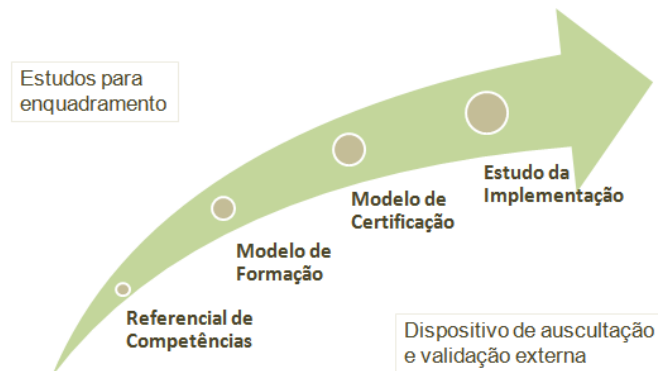 Estudos para
enquadramento
Estudo da
Implementação
Modelo de
Certificação
Modelo de
Formação
Referencial de
Competências
Dispositivo de auscultação
e validação externa